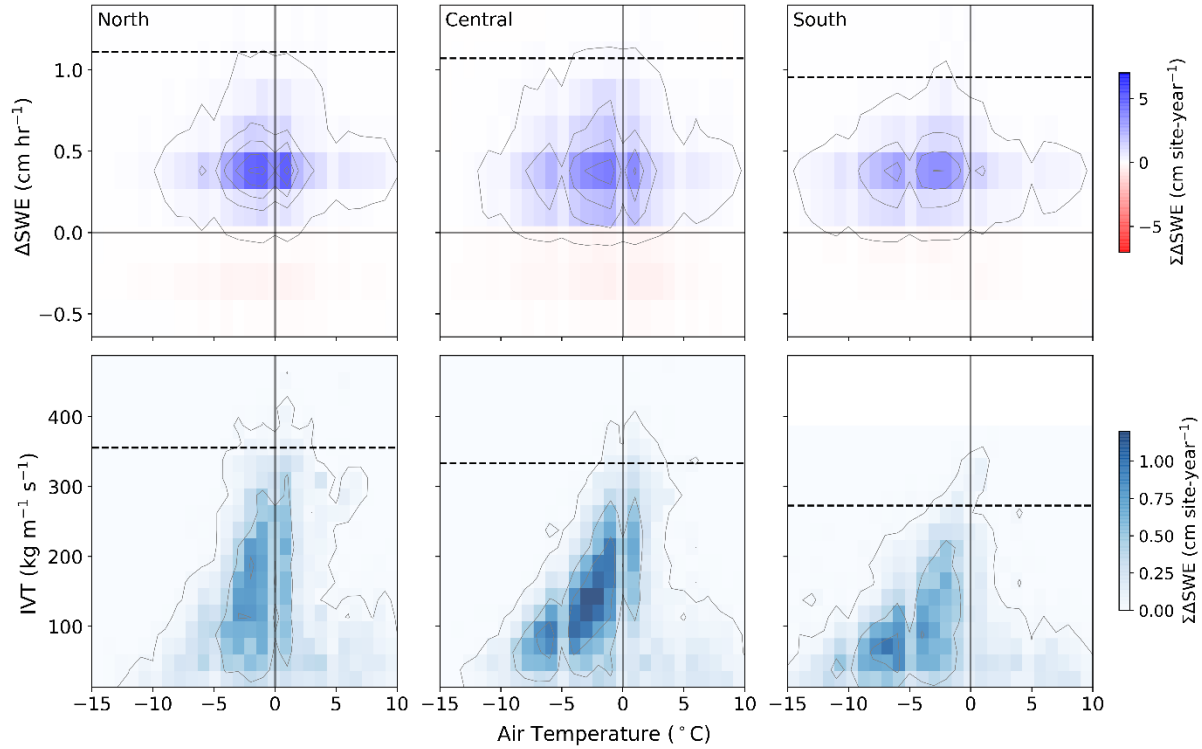 North
Central
South
1.0
0.5
0.0
−0.5
ΔSWE (cm hr⁻¹)
−15 −10 −5 0 5 10
−15 −10 −5 0 5 10
−15 −10 −5 0 5 10
400
300
200
100
IVT (kg m⁻¹ s⁻¹)
Air Temperature (°C)
5
0
−5
ΣΔSWE (cm site-year⁻¹)
1.00
0.75
0.50
0.25
0.00
ΣΔSWE (cm site-year⁻¹)